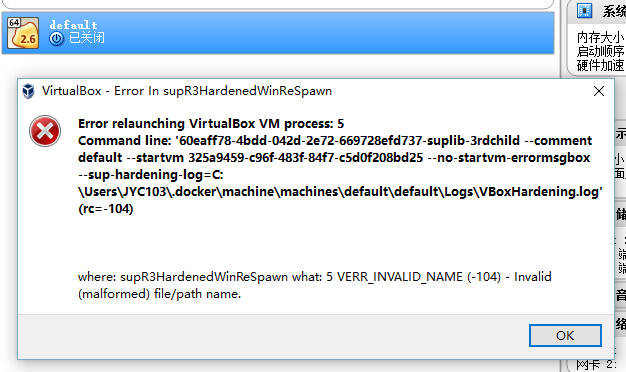 64
2.6
default
已关闭
系统
内存大小
启动顺序
硬件加速
VirtualBox - Error In supR3HardenedWinReSpawn
Error relaunching VirtualBox VM process: 5
Command line: '60eaff78-4bdd-042d-2e72-669728efd737-suplib-3rdchild --comment
default --startvm 325a9459-c96f-483f-84f7-c5d0f208bd25 --no-startvm-errormsgbox
--sup-hardening-log=C:
\Users\JYC103\.docker\machine\machines\default\default\Logs\VBoxHardening.log'
(rc=-104)
where: supR3HardenedWinReSpawn what: 5 VERR_INVALID_NAME (-104) - Invalid
(malformed) file/path name.
OK
示
储
音
络
网卡 2: